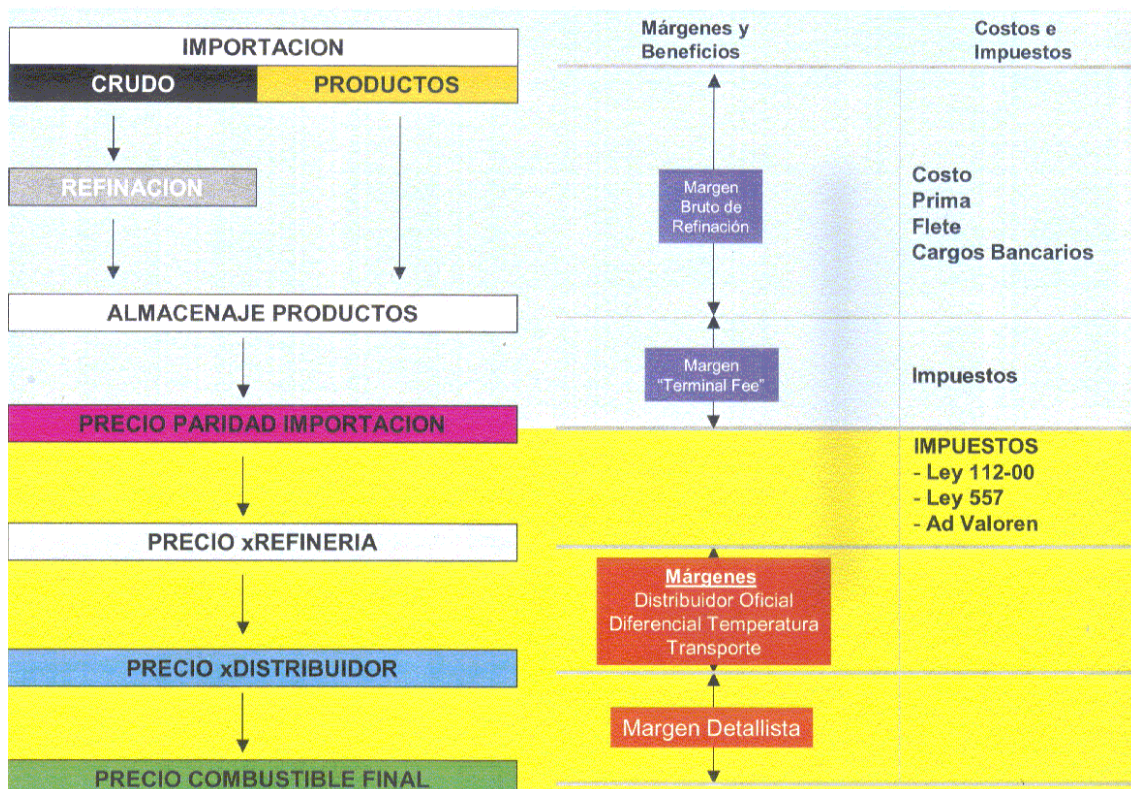 IMPORTACION
CRUDO
PRODUCTOS
REFINACION
ALMACENAJE PRODUCTOS
PRECIO PARIDAD IMPORTACION
PRECIO xREFINERIA
PRECIO xDISTRIBUIDOR
PRECIO COMBUSTIBLE FINAL
Márgenes y
Beneficios
Margen
Bruto de
Refinación
Margen
“Terminal Fee”
Márgenes
Distribuidor Oficial
Diferencial Temperatura
Transporte
Margen Detallista
Costos e
Impuestos
Costo
Prima
Flete
Cargos Bancarios
Impuestos
IMPUESTOS
- Ley 112-00
- Ley 557
- Ad Valoren